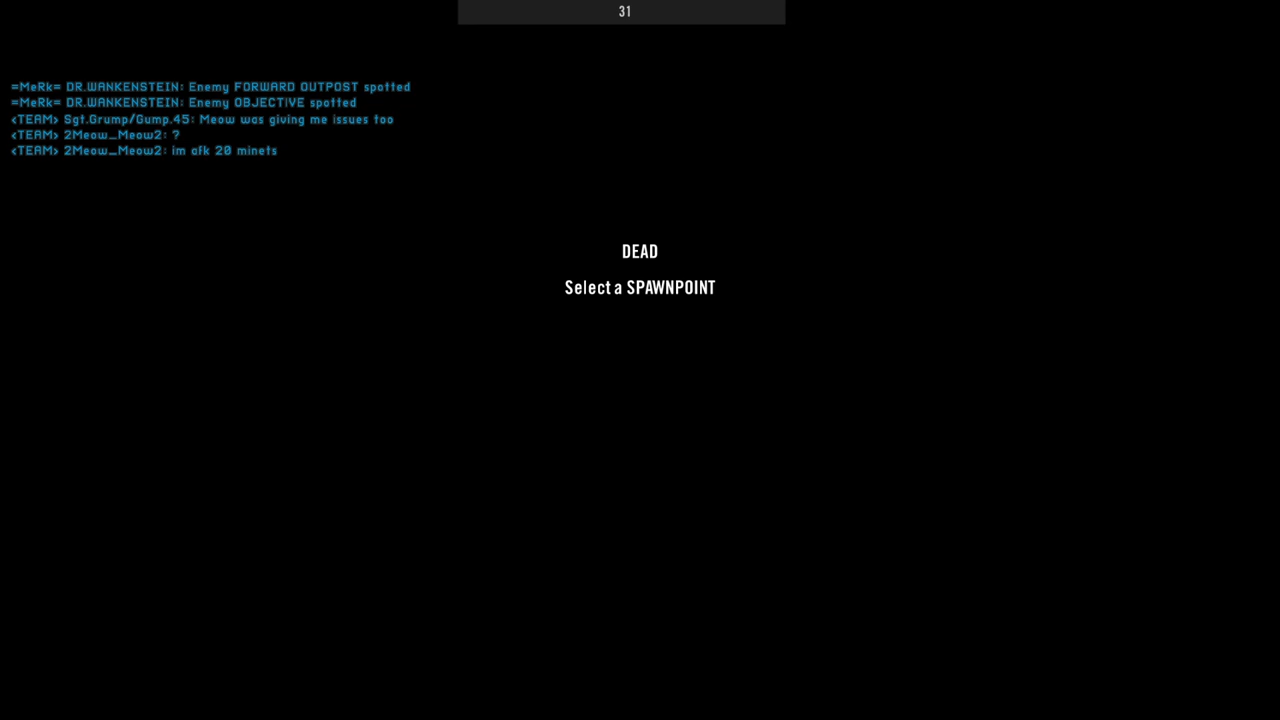 31
=MeRk= DR.WANKENSTEIN: Enemy FORWARD OUTPOST spotted
=MeRk= DR.WANKENSTEIN: Enemy OBJECTIVE spotted
<TEAM> Sgt.Grump/Gump.45: Meow was giving me issues too
<TEAM> 2Meow_Meow2: ?
<TEAM> 2Meow_Meow2: im afk 20 minets
DEAD
Select a SPAWNPOINT